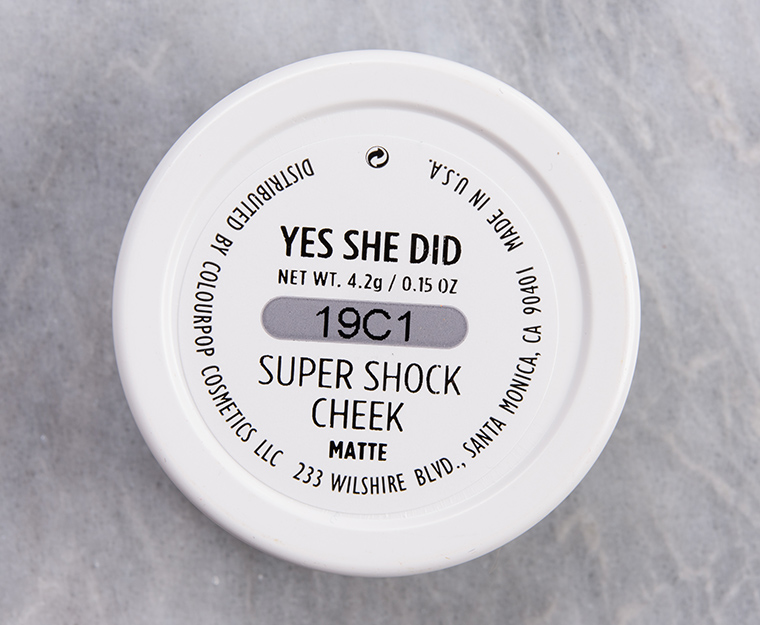 YES SHE DID
NET WT. 4.2g / 0.15 OZ
19C1
SUPER SHOCK
CHEEK
MATTE
DISTRIBUTED BY COLOURPOP COSMETICS LLC 233 WILSHIRE BLVD., SANTA MONICA, CA 90401 MADE IN U.S.A.